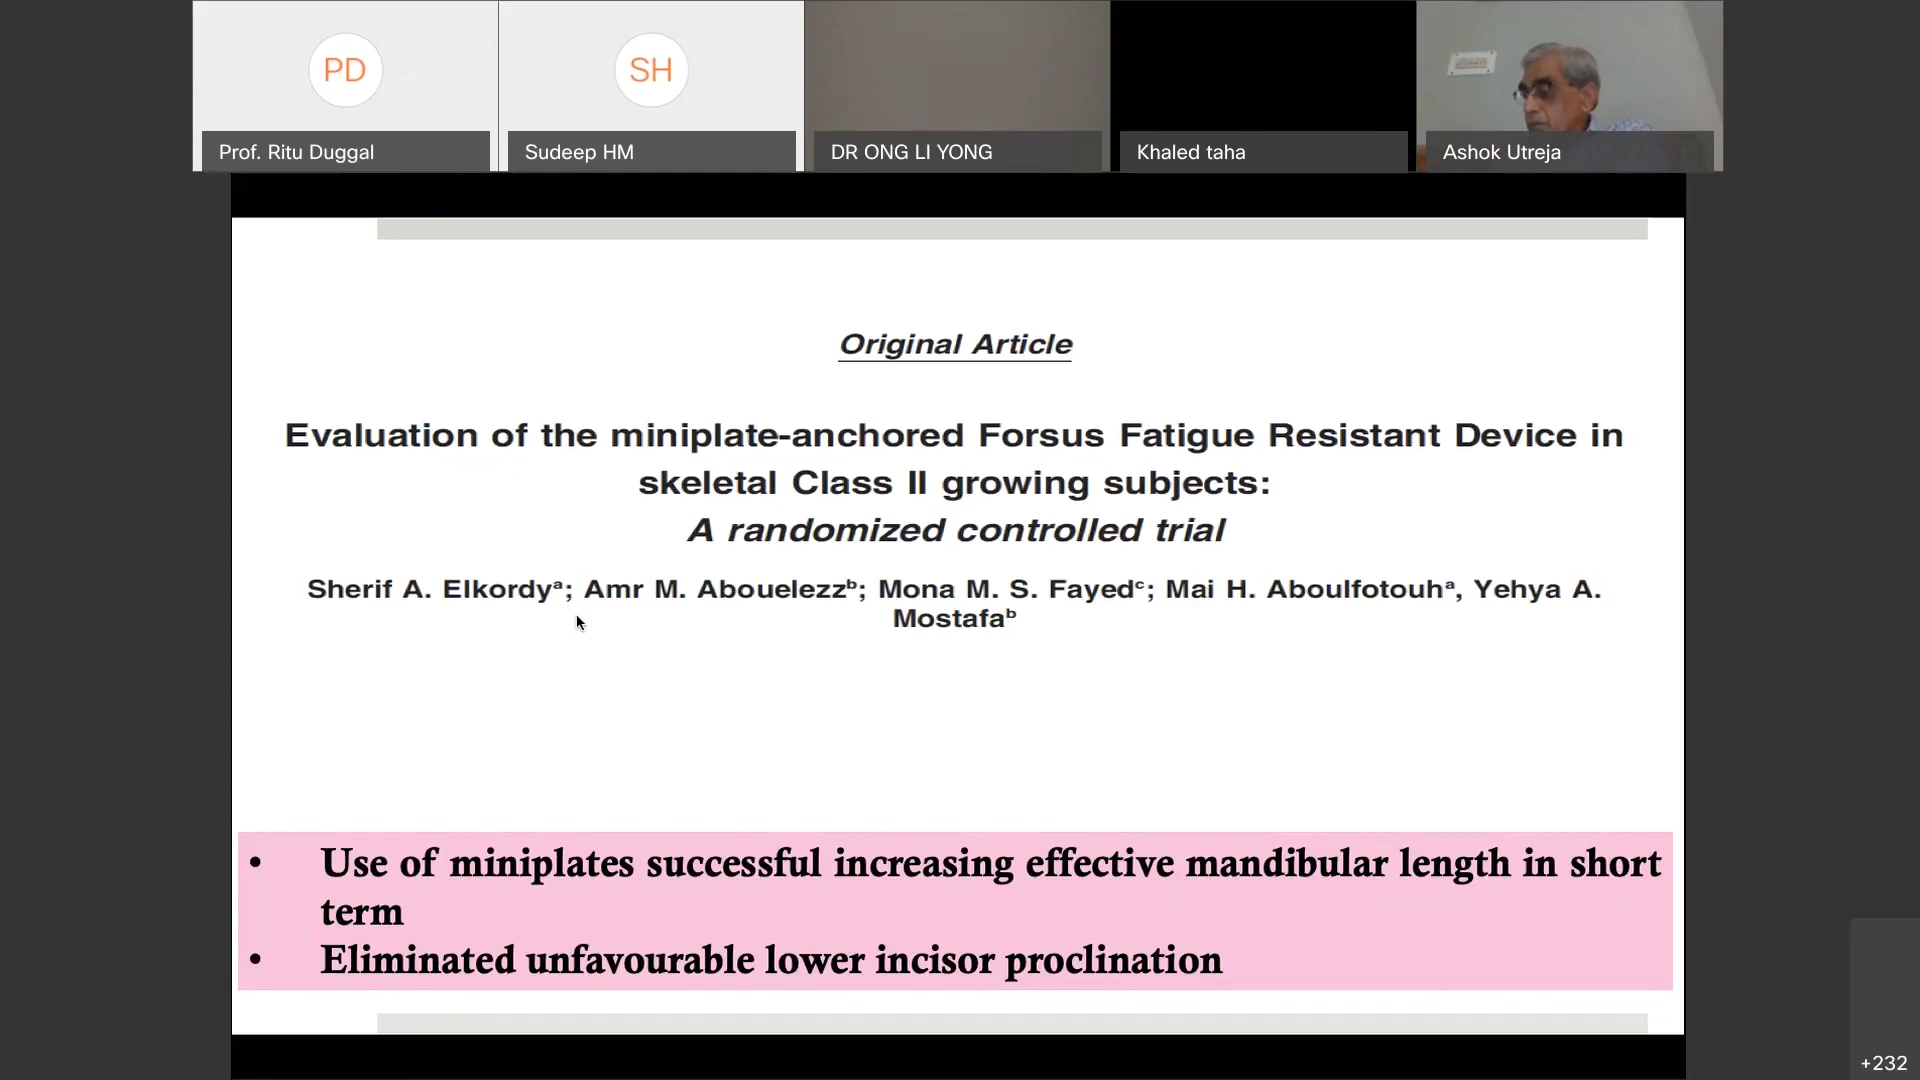 PD
SH
Prof. Ritu Duggal
Sudeep HM
DR ONG LI YONG
Khaled taha
Ashok Utreja
Original Article
Evaluation of the miniplate-anchored Forsus Fatigue Resistant Device in
skeletal Class II growing subjects:
A randomized controlled trial
Sherif A. Elkordyᵃ; Amr M. Abouelezzᵇ; Mona M. S. Fayedᶜ; Mai H. Aboulfotouhᵃ, Yehya A.
Mostafaᵇ
• Use of miniplates successful increasing effective mandibular length in short
term
• Eliminated unfavourable lower incisor proclination
+232